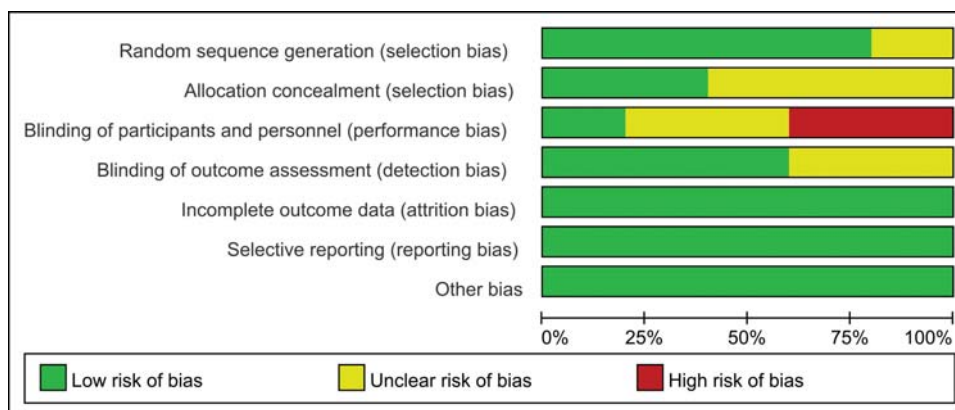 Random sequence generation (selection bias)
Allocation concealment (selection bias)
Blinding of participants and personnel (performance bias)
Blinding of outcome assessment (detection bias)
Incomplete outcome data (attrition bias)
Selective reporting (reporting bias)
Other bias
0% 25% 50% 75% 100%
Low risk of bias Unclear risk of bias High risk of bias